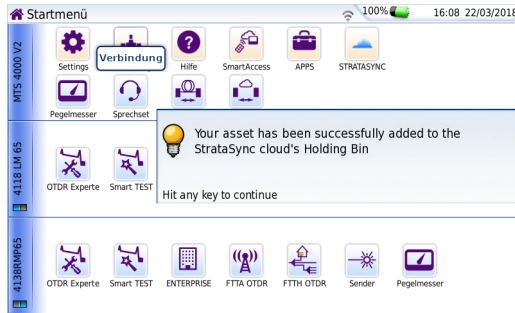 Startmenü
100%
16:08 22/03/2018
MTS 4000 V2
Settings
Verbindung
Hilfe
SmartAccess
APPS
STRATASYNC
Pegelmesser
Sprechset
Your asset has been successfully added to the
StrataSync cloud's Holding Bin
Hit any key to continue
4118 LM 65
OTDR Experte
Smart TEST
4138RMP65
OTDR Experte
Smart TEST
ENTERPRISE
FTTA OTDR
FTTH OTDR
Sender
Pegelmesser